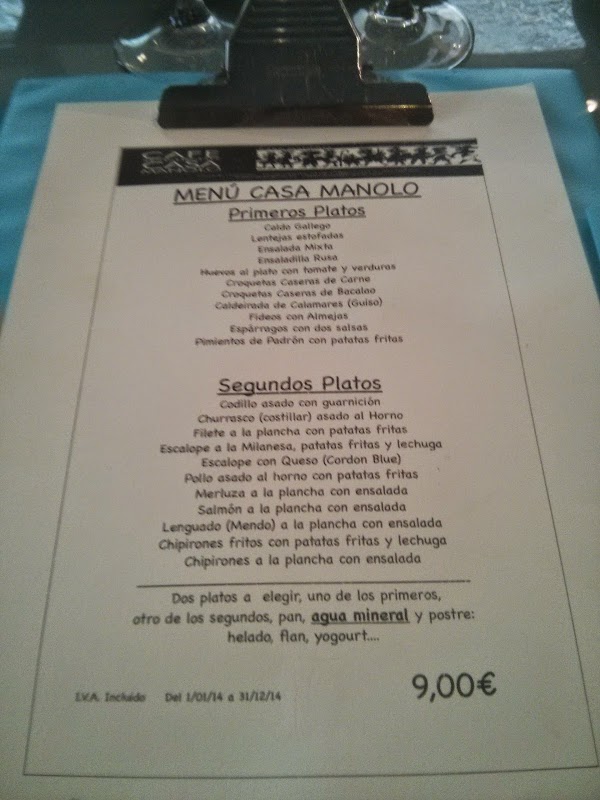 CAFE
CASA
MANOLO
MENÚ CASA MANOLO
Primeros Platos
Caldo Gallego
Lentejas estofadas
Ensalada Mixta
Ensaladilla Rusa
Huevos al plato con tomate y verduras
Croquetas Caseras de Carne
Croquetas Caseras de Bacalao
Caldeirada de Calamares (Guiso)
Fideos con Almejas
Espárragos con dos salsas
Pimientos de Padrón con patatas fritas
Segundos Platos
Codillo asado con guarnición
Churrasco (costillar) asado al Horno
Filete a la plancha con patatas fritas
Escalope a la Milanesa, patatas fritas y lechuga
Escalope con Queso (Cordon Blue)
Pollo asado al horno con patatas fritas
Merluza a la plancha con ensalada
Salmón a la plancha con ensalada
Lenguado (Mendo) a la plancha con ensalada
Chipirones fritos con patatas fritas y lechuga
Chipirones a la plancha con ensalada
Dos platos a elegir, uno de los primeros,
otro de los segundos, pan, agua mineral y postre:
helado, flan, yogourt....
9,00€
I.V.A. Incluido Del 1/01/14 a 31/12/14